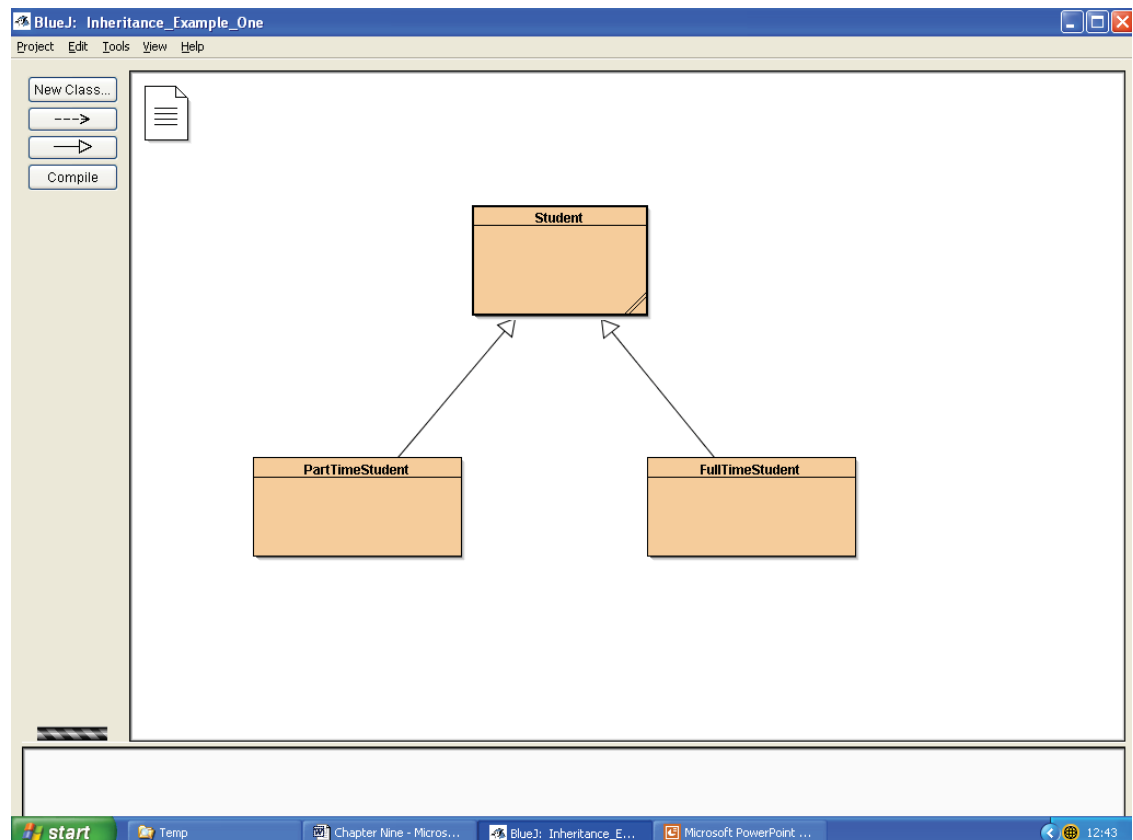 BlueJ: Inheritance_Example_One
Project Edit Tools View Help
New Class...
Compile
Student
PartTimeStudent
FullTimeStudent
start
Temp
Chapter Nine - Micros...
BlueJ: Inheritance_E...
Microsoft PowerPoint ...
12:43